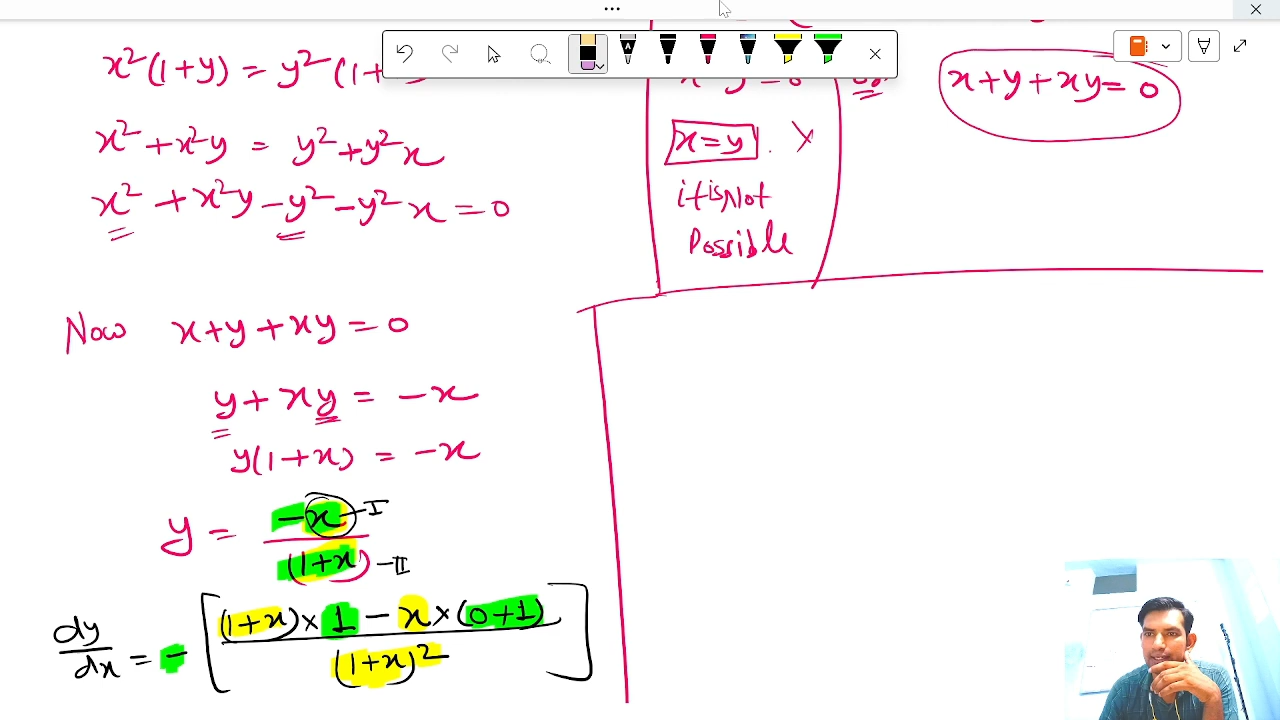 x²(1+y) = y²(1+
x² + x²y = y² + y²x
x² + x²y - y² - y²x = 0
x = y . ×
it is Not
Possible
x+y+xy = 0
Now x+y+xy = 0
y + xy = -x
y(1+x) = -x
y = -x / (1+x)
I
II
dy/dx = - [ (1+x) × 1 - x × (0+1) / (1+x)² ]